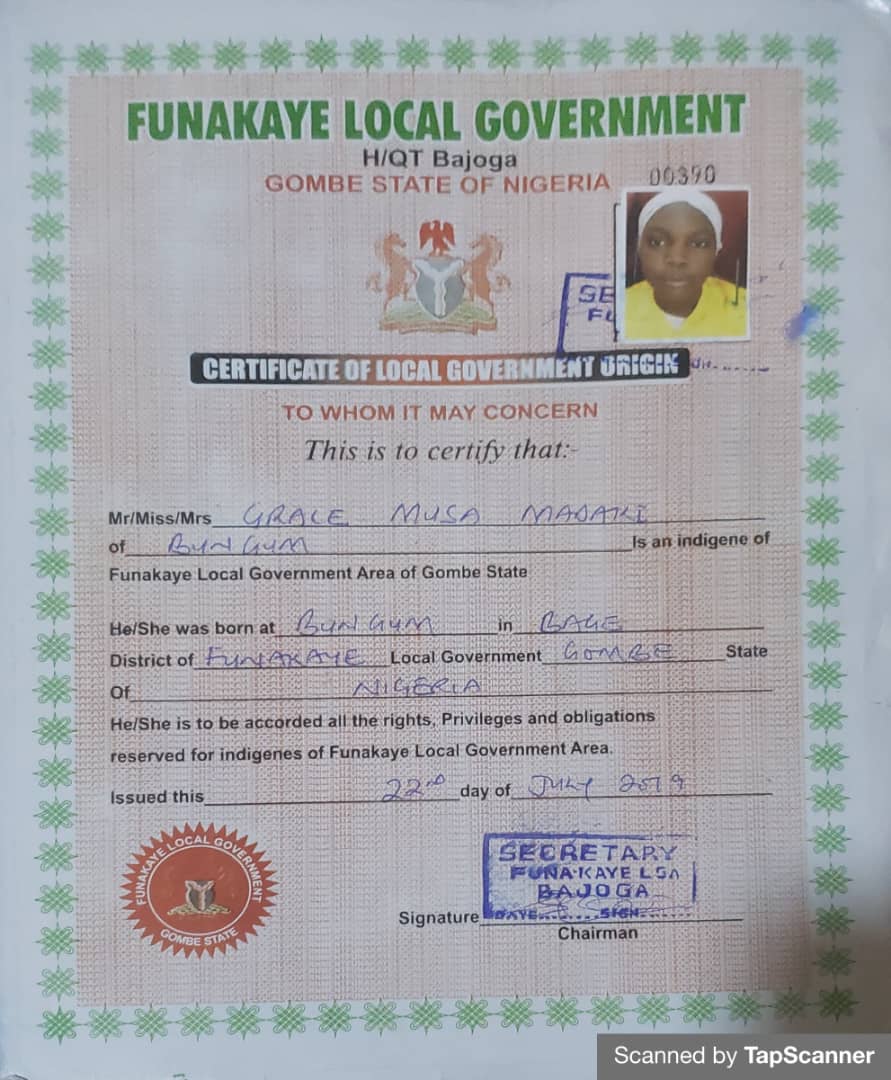 FUNAKAYE LOCAL GOVERNMENT
H/QT Bajoga
GOMBE STATE OF NIGERIA
00390
SE
FU
CERTIFICATE OF LOCAL GOVERNMENT ORIGIN
TO WHOM IT MAY CONCERN
This is to certify that:-
Mr/Miss/Mrs GRACE MUSA MADAKI
of BUNGUM Is an indigene of
Funakaye Local Government Area of Gombe State
He/She was born at BUNGUM in BAGE
District of FUNAKAYE Local Government GOMBE State
Of NIGERIA
He/She is to be accorded all the rights, Privileges and obligations
reserved for indigenes of Funakaye Local Government Area.
Issued this 22nd day of JULY 2019
FUNAKAYE LOCAL GOVERNMENT
GOMBE STATE
SECRETARY
FUNAKAYE LGA
BAJOGA
Signature DATE........SIGN........
Chairman
Scanned by TapScanner